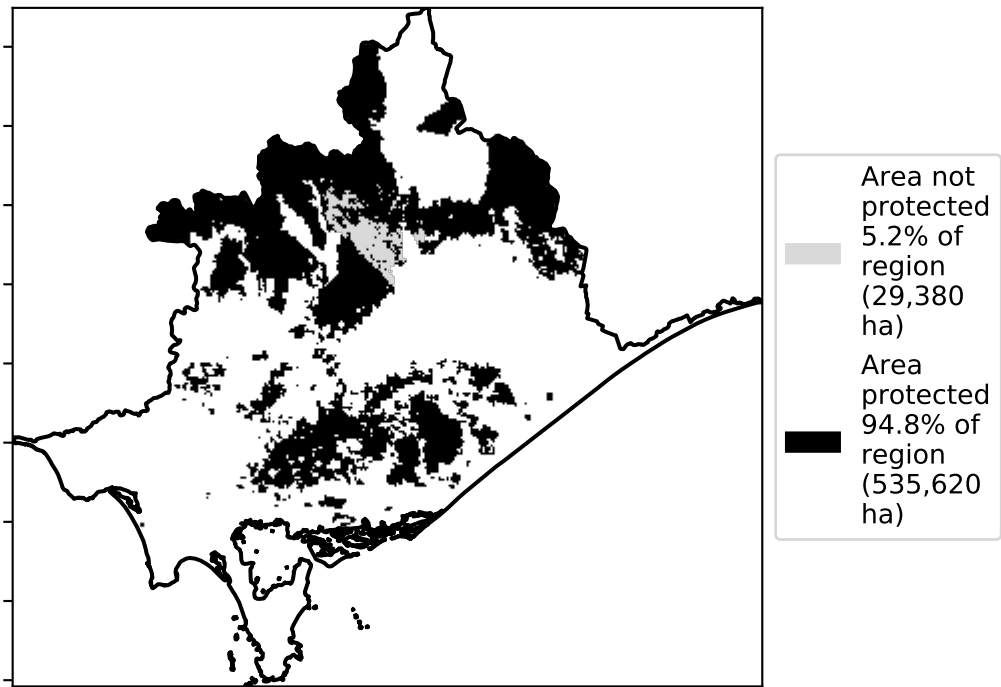 Area not
protected
5.2% of
region
(29,380
ha)
Area
protected
94.8% of
region
(535,620
ha)